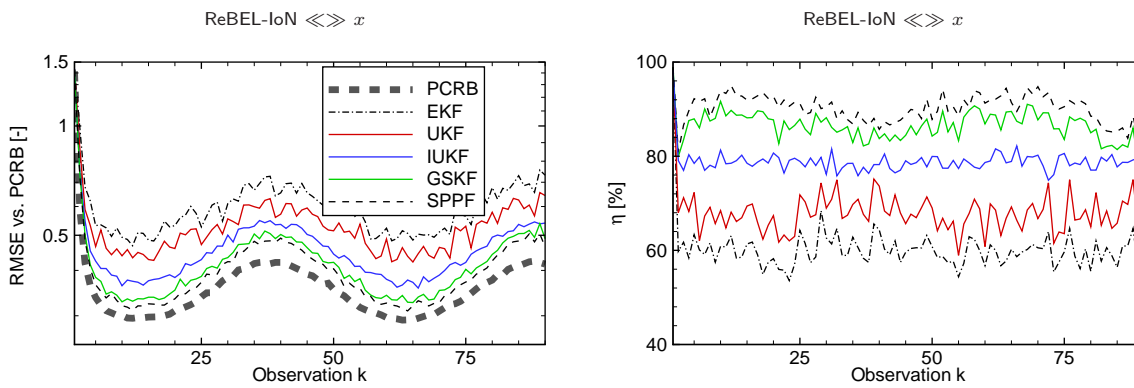 ReBEL-IoN ≪≫ x
RMSE vs. PCRB [-]
1.5
1
0.5
25
50
75
Observation k
PCRB
EKF
UKF
IUKF
GSKF
SPPF
ReBEL-IoN ≪≫ x
η [%]
100
80
60
40
25
50
75
Observation k